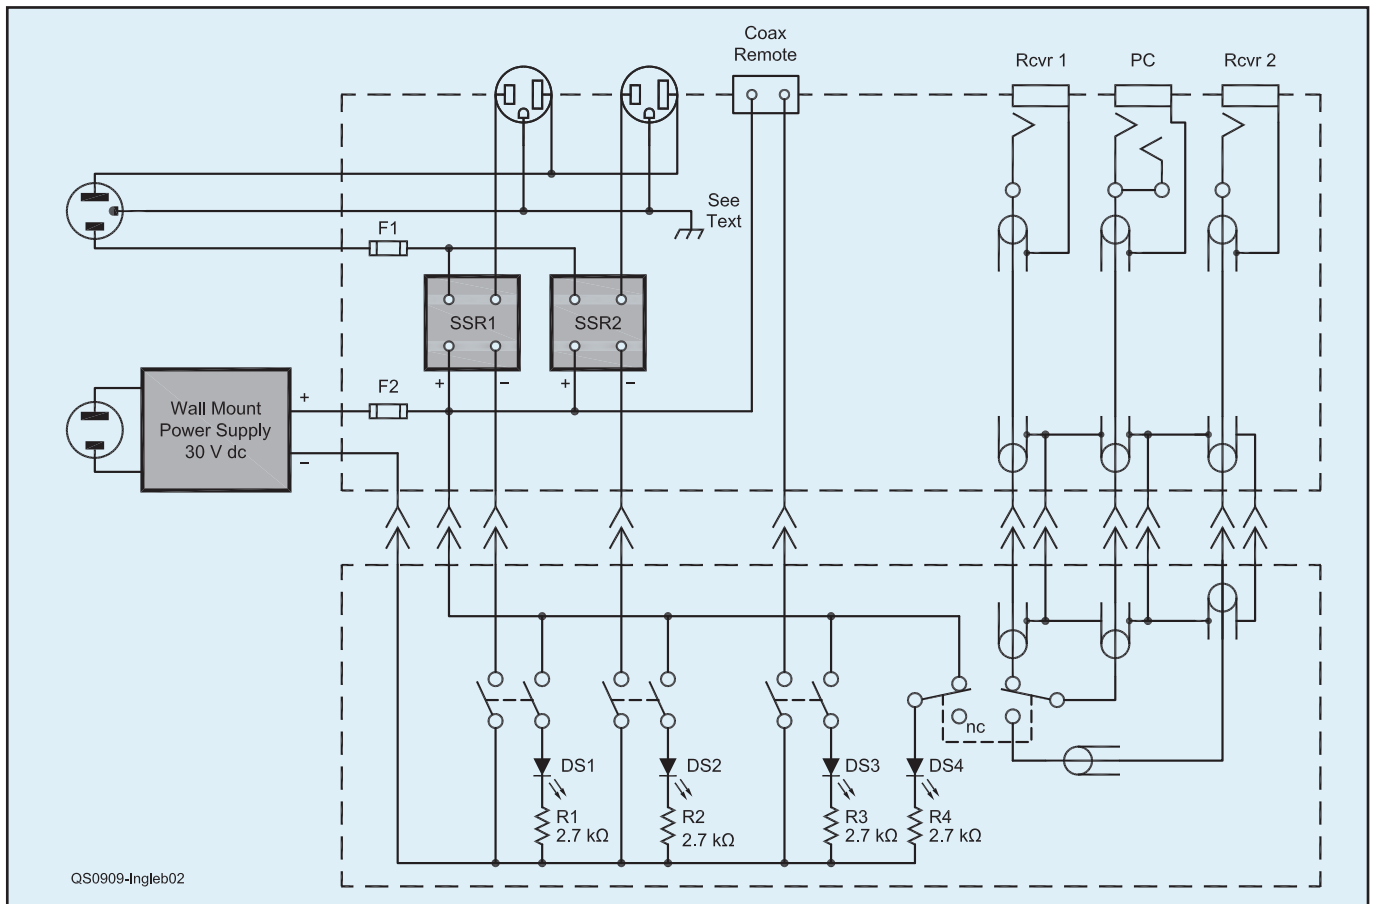 Coax
Remote
Rcvr 1
PC
Rcvr 2
See
Text
F1
SSR1
SSR2
+
–
+
–
F2
Wall Mount
Power Supply
30 V dc
+
–
nc
DS1
DS2
DS3
DS4
R1
2.7 kΩ
R2
2.7 kΩ
R3
2.7 kΩ
R4
2.7 kΩ
QS0909-Ingleb02